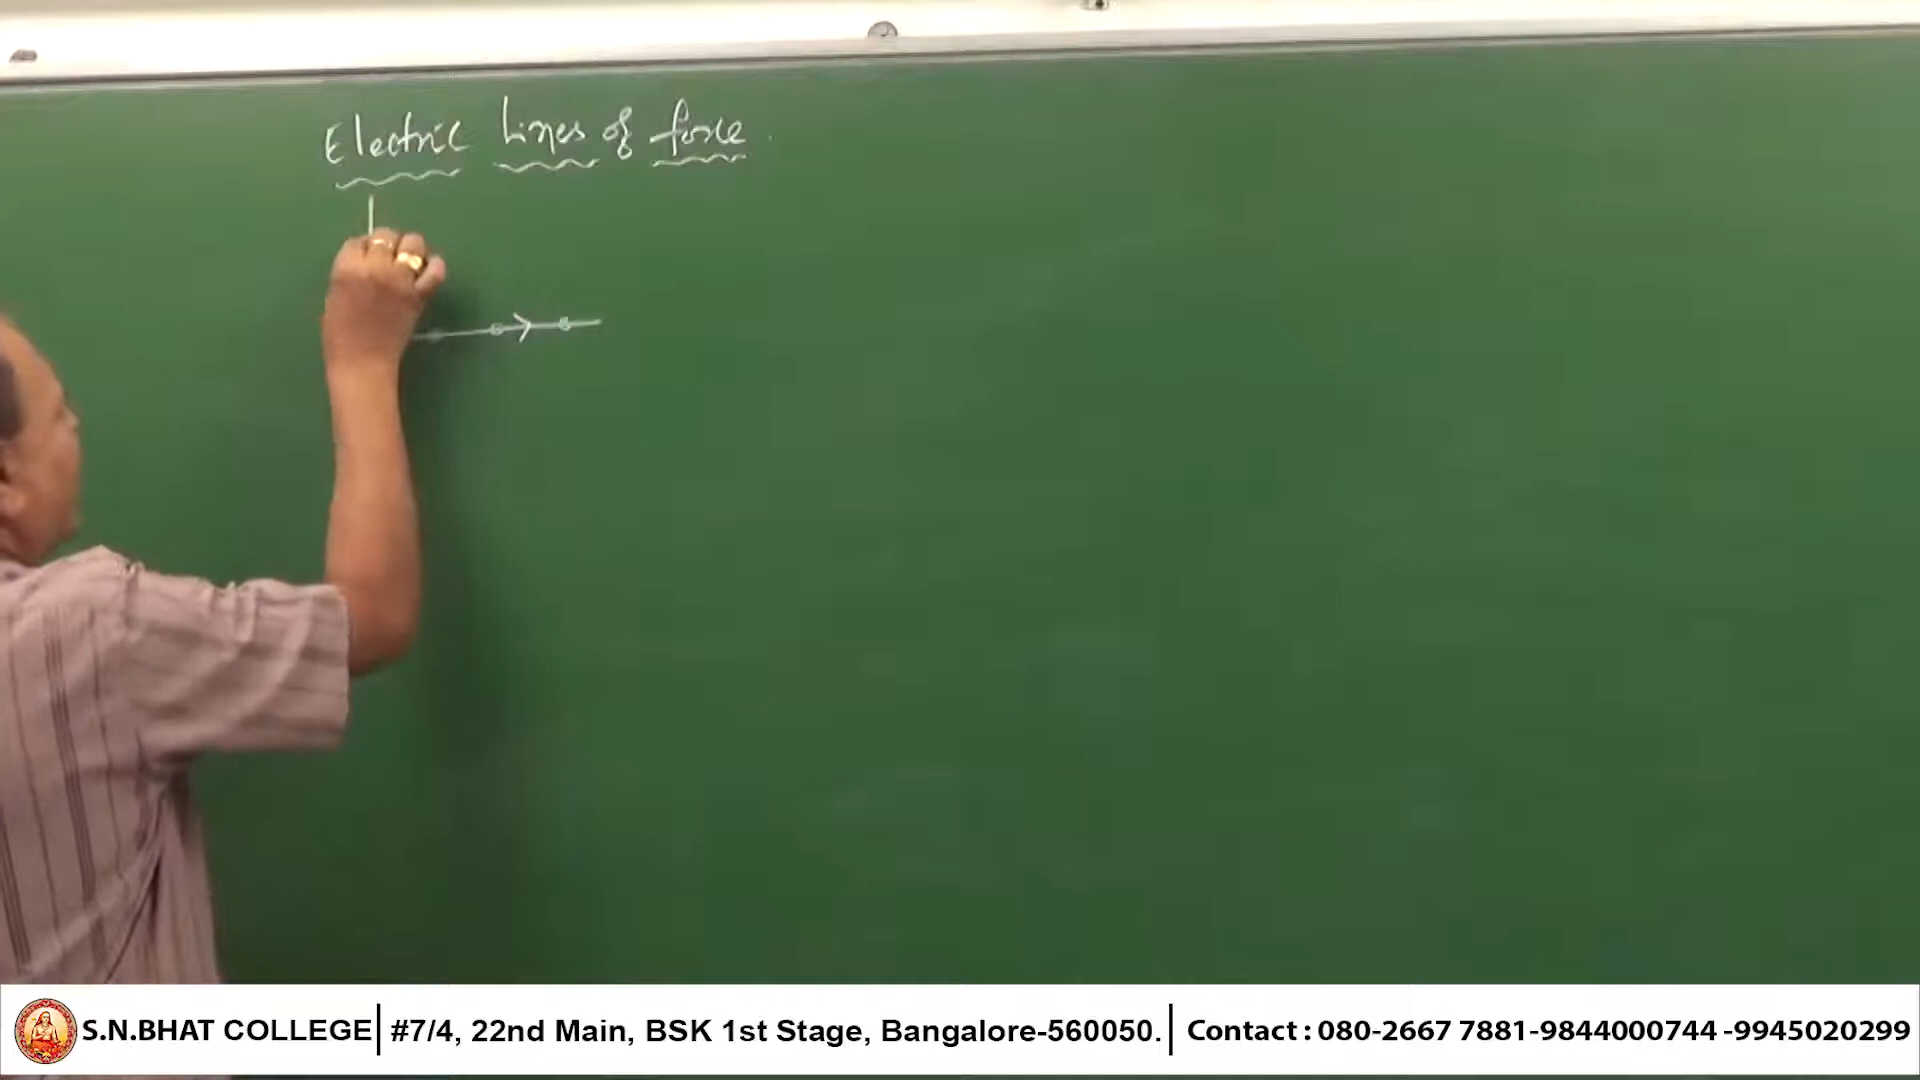 Electric Lines of force.
S.N.BHAT COLLEGE #7/4, 22nd Main, BSK 1st Stage, Bangalore-560050. Contact : 080-2667 7881-9844000744 -9945020299